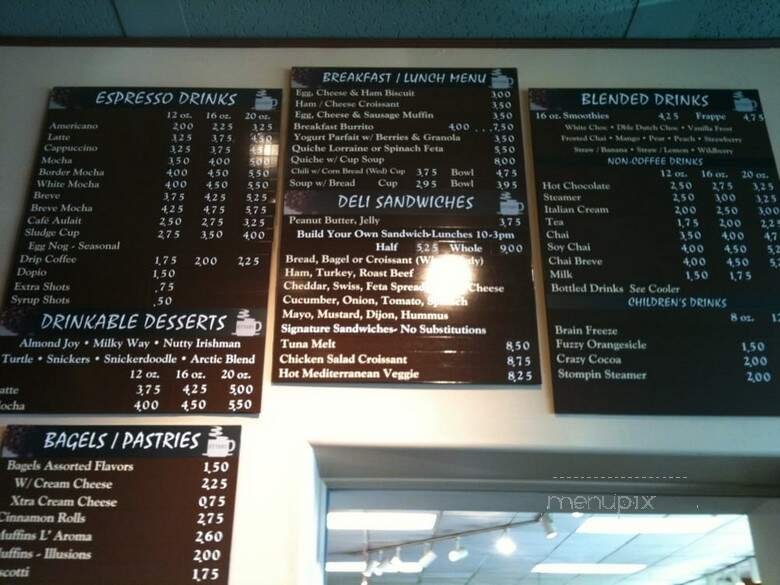 ESPRESSO DRINKS
12 oz. 16 oz. 20 oz.
Americano 2.00 2.25 3.25
Latte 3.25 3.75 4.50
Cappuccino 3.25 3.75 4.50
Mocha 3.50 4.00 5.00
Border Mocha 4.00 4.50 5.50
White Mocha 4.00 4.50 5.50
Breve 3.75 4.25 5.25
Breve Mocha 4.25 4.75 5.75
Café Aulait 2.50 2.75 3.25
Sludge Cup 2.75 3.50 4.00
Egg Nog - Seasonal
Drip Coffee 1.75 2.00 2.25
Dopio 1.50
Extra Shots .75
Syrup Shots .50
DRINKABLE DESSERTS
Almond Joy • Milky Way • Nutty Irishman
Turtle • Snickers • Snickerdoodle • Arctic Blend
12 oz. 16 oz. 20 oz.
atte 3.75 4.25 5.00
ocha 4.00 4.50 5.50
BAGELS / PASTRIES
Bagels Assorted Flavors 1.50
W/ Cream Cheese 2.25
Xtra Cream Cheese 0.75
Cinnamon Rolls 2.75
Muffins L' Aroma 2.60
Muffins - Illusions 2.00
iscotti 1.75
BREAKFAST / LUNCH MENU
Egg, Cheese & Ham Biscuit 3.00
Ham / Cheese Croissant 3.50
Egg, Cheese & Sausage Muffin 3.50
Breakfast Burrito 4.00 . . . 7.50
Yogurt Parfait w/ Berries & Granola 3.50
Quiche Lorraine or Spinach Feta 5.50
Quiche w/ Cup Soup 8.00
Chili w/ Corn Bread (Wed) Cup 3.75 Bowl 4.75
Soup w/ Bread Cup 2.95 Bowl 3.95
DELI SANDWICHES
Peanut Butter, Jelly 3.75
Build Your Own Sandwich-Lunches 10-3pm
Half 5.25 Whole 9.00
Bread, Bagel or Croissant
Ham, Turkey, Roast Beef
Cheddar, Swiss, Feta Spread, Cheese
Cucumber, Onion, Tomato, Spinach
Mayo, Mustard, Dijon, Hummus
Signature Sandwiches- No Substitutions
Tuna Melt 8.50
Chicken Salad Croissant 8.75
Hot Mediterranean Veggie 8.25
BLENDED DRINKS
16 oz. Smoothies 4.25 Frappe 4.75
White Choc • Dble Dutch Choc • Vanilla Frost
Frosted Chai • Mango • Pear • Peach • Strawberry
Straw / Banana • Straw / Lemon • Wildberry
NON-COFFEE DRINKS
12 oz. 16 oz. 20 oz.
Hot Chocolate 2.50 2.75 3.25
Steamer 2.50 3.00 3.25
Italian Cream 2.00 2.50 3.00
Tea 1.75 2.00 2.25
Chai 3.50 4.00 4.7
Soy Chai 4.00 4.50 5.2
Chai Breve 4.00 4.50 5.2
Milk 1.50 1.75
Bottled Drinks See Cooler
CHILDREN'S DRINKS
8 oz. 12
Brain Freeze
Fuzzy Orangesicle 1.50
Crazy Cocoa 2.00
Stompin Steamer 2.00
menupix